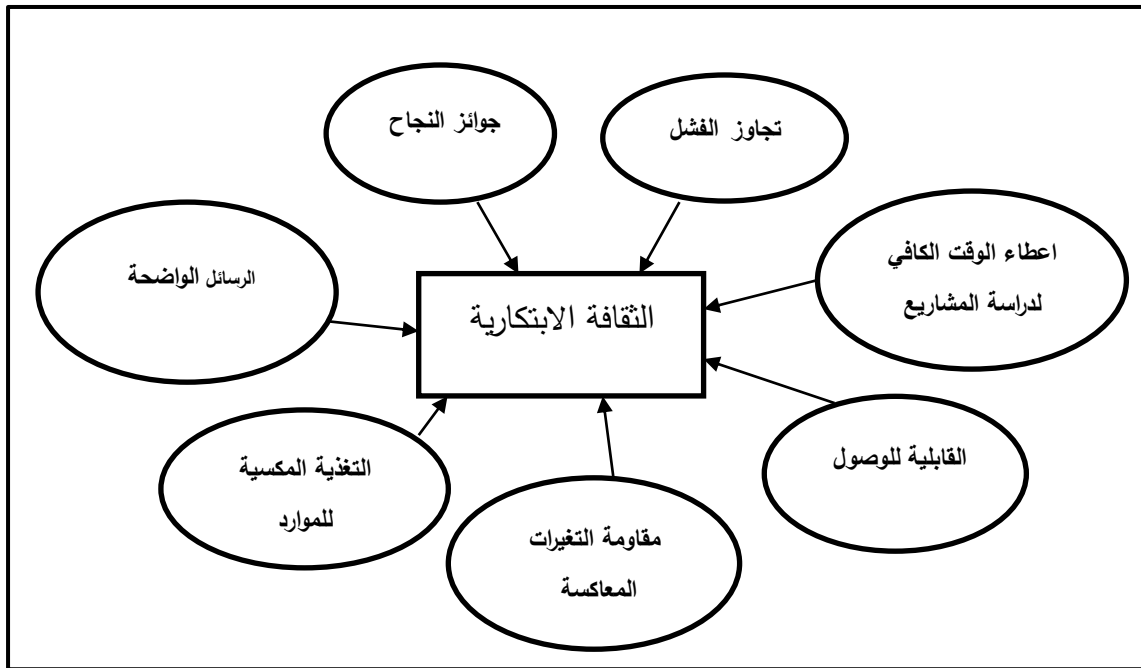 تجاوز الفشل
جوائز النجاح
اعطاء الوقت الكافي
لدراسة المشاريع
الرسائل الواضحة
الثقافة الابتكارية
القابلية للوصول
التغذية المكسية
للموارد
مقاومة التغيرات
المعاكسة